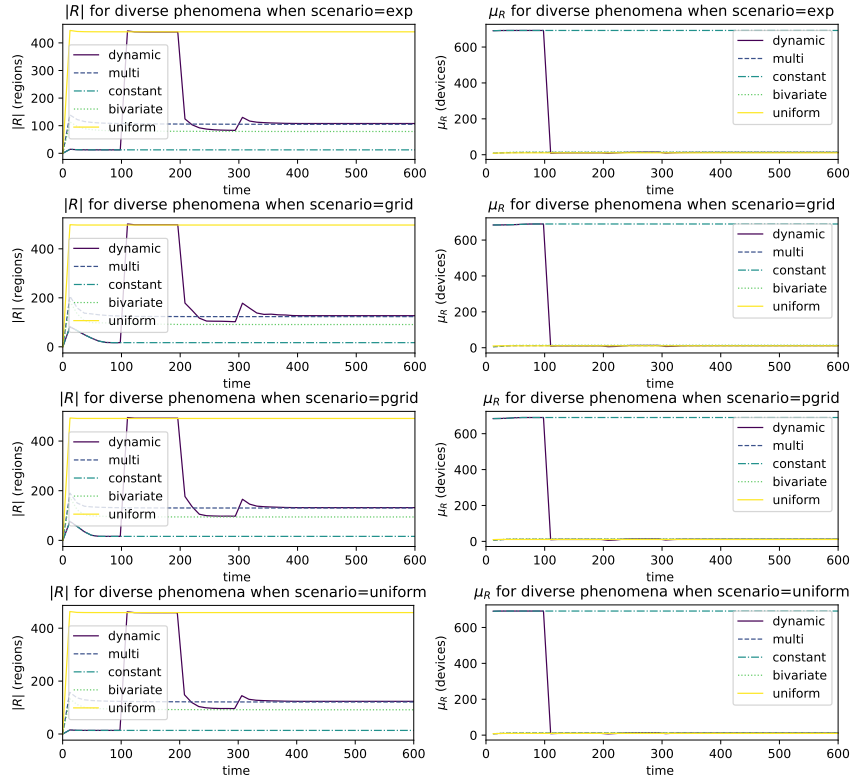 |R| for diverse phenomena when scenario=exp
|R| (regions)
400
300
200
100
0
dynamic
multi
constant
bivariate
uniform
0 100 200 300 400 500 600
time
μR for diverse phenomena when scenario=exp
μR (devices)
600
400
200
0
dynamic
multi
constant
bivariate
uniform
0 100 200 300 400 500 600
time
|R| for diverse phenomena when scenario=grid
|R| (regions)
400
200
0
dynamic
multi
constant
bivariate
uniform
0 100 200 300 400 500 600
time
μR for diverse phenomena when scenario=grid
μR (devices)
600
400
200
0
dynamic
multi
constant
bivariate
uniform
0 100 200 300 400 500 600
time
|R| for diverse phenomena when scenario=pgrid
|R| (regions)
400
200
0
dynamic
multi
constant
bivariate
uniform
0 100 200 300 400 500 600
time
μR for diverse phenomena when scenario=pgrid
μR (devices)
600
400
200
0
dynamic
multi
constant
bivariate
uniform
0 100 200 300 400 500 600
time
|R| for diverse phenomena when scenario=uniform
|R| (regions)
400
200
0
dynamic
multi
constant
bivariate
uniform
0 100 200 300 400 500 600
time
μR for diverse phenomena when scenario=uniform
μR (devices)
600
400
200
0
dynamic
multi
constant
bivariate
uniform
0 100 200 300 400 500 600
time